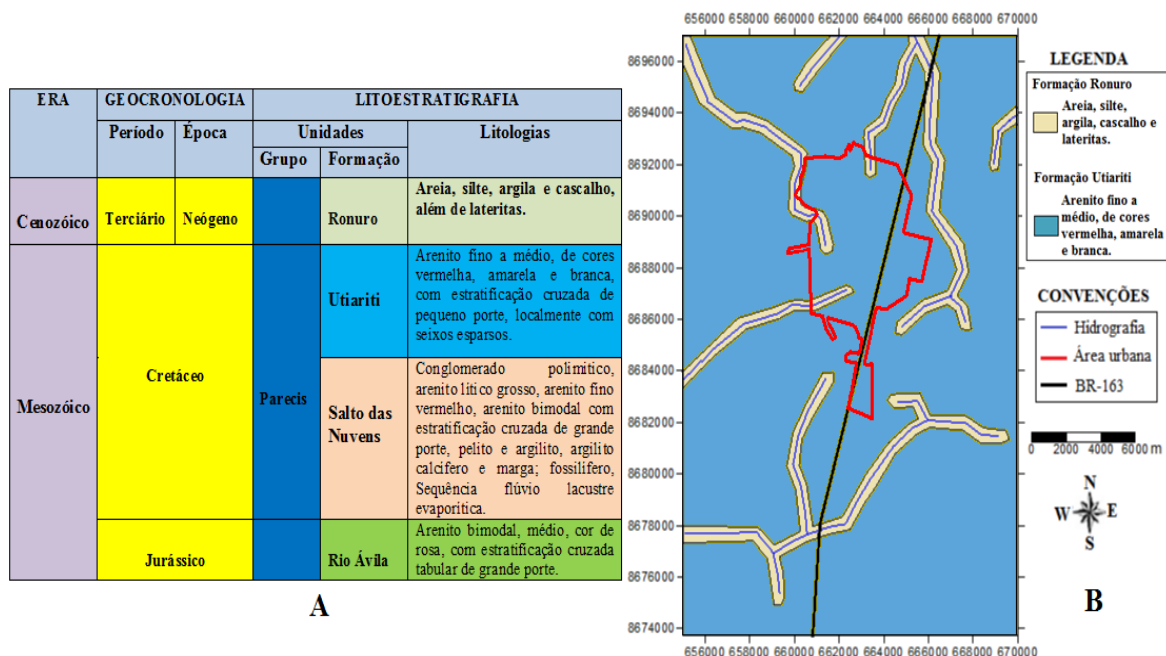 ERA
GEOCRONOLOGIA
LITOESTRATIGRAFIA
Período
Época
Unidades
Litologias
Grupo
Formação
Cenozóico
Terciário
Neógeno
Ronuro
Areia, silte, argila e cascalho,
além de lateritas.
Mesozóico
Cretáceo
Parecis
Utiariti
Arenito fino a médio, de cores
vermelha, amarela e branca,
com estratificação cruzada de
pequeno porte, localmente com
seixos esparsos.
Salto das
Nuvens
Conglomerado polimitico,
arenito lítico grosso, arenito fino
vermelho, arenito bimodal com
estratificação cruzada de grande
porte, pelito e argilito, argilito
calcífero e marga; fossilífero,
Sequência flúvio lacustre
evaporitica.
Jurássico
Rio Ávila
Arenito bimodal, médio, cor de
rosa, com estratificação cruzada
tabular de grande porte.
A
656000 658000 660000 662000 664000 666000 668000 670000
8696000
8694000
8692000
8690000
8688000
8686000
8684000
8682000
8680000
8678000
8676000
8674000
656000 658000 660000 662000 664000 666000 668000 670000
B
LEGENDA
Formação Ronuro
Areia, silte,
argila, cascalho e
lateritas.
Formação Utiariti
Arenito fino a
médio, de cores
vermelha, amarela
e branca.
CONVENÇÕES
Hidrografia
Área urbana
BR-163
0 2000 4000 6000 m
N
W E
S